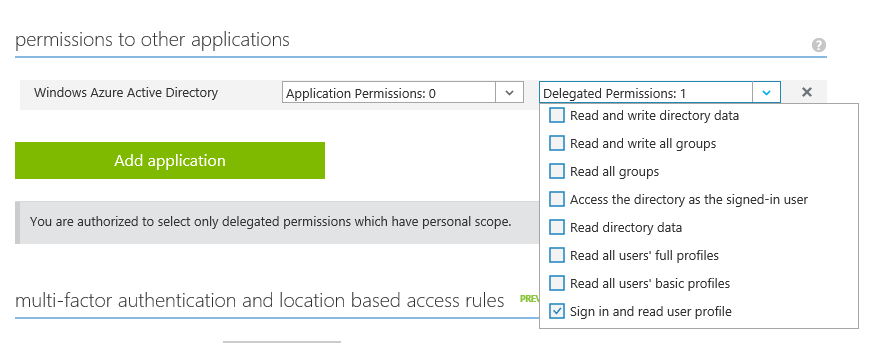 permissions to other applications
?
Windows Azure Active Directory
Application Permissions: 0
Delegated Permissions: 1
Read and write directory data
Read and write all groups
Read all groups
Access the directory as the signed-in user
Read directory data
Read all users' full profiles
Read all users' basic profiles
Sign in and read user profile
Add application
You are authorized to select only delegated permissions which have personal scope.
multi-factor authentication and location based access rules